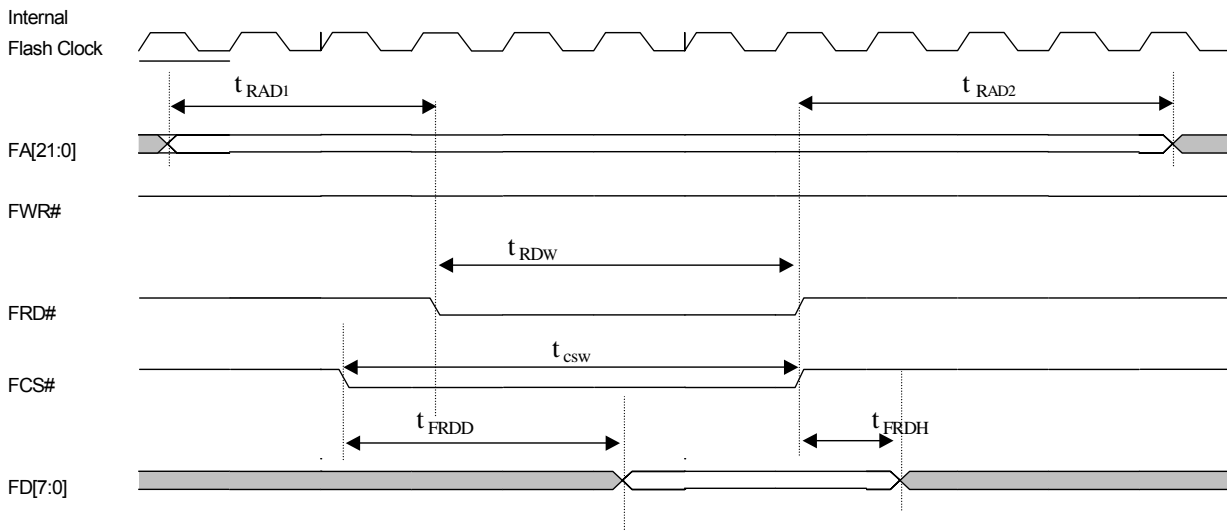 Internal
Flash Clock
t RAD1
t RAD2
FA[21:0]
FWR#
t RDW
FRD#
t csw
FCS#
t FRDD
t FRDH
FD[7:0]